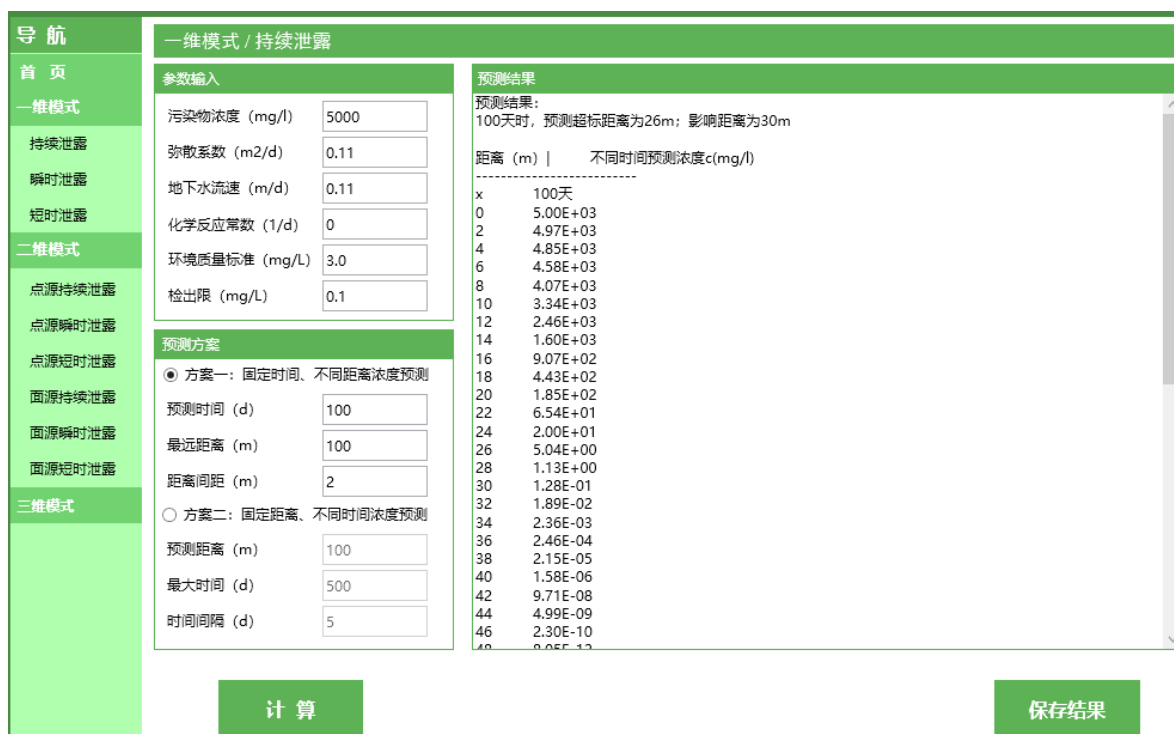 导 航
首 页
一维模式
持续泄露
瞬时泄露
短时泄露
二维模式
点源持续泄露
点源瞬时泄露
点源短时泄露
面源持续泄露
面源瞬时泄露
面源短时泄露
三维模式
一维模式 / 持续泄露
参数输入
污染物浓度（mg/l） 5000
弥散系数（m2/d） 0.11
地下水流速（m/d） 0.11
化学反应常数（1/d） 0
环境质量标准（mg/L） 3.0
检出限（mg/L） 0.1
预测方案
方案一：固定时间、不同距离浓度预测
预测时间（d） 100
最远距离（m） 100
距离间距（m） 2
方案二：固定距离、不同时间浓度预测
预测距离（m） 100
最大时间（d） 500
时间间隔（d） 5
计 算
预测结果
预测结果：
100天时，预测超标距离为26m；影响距离为30m
距离（m）| 不同时间预测浓度c(mg/l)
--------------------------
x 100天
0 5.00E+03
2 4.97E+03
4 4.85E+03
6 4.58E+03
8 4.07E+03
10 3.34E+03
12 2.46E+03
14 1.60E+03
16 9.07E+02
18 4.43E+02
20 1.85E+02
22 6.54E+01
24 2.00E+01
26 5.04E+00
28 1.13E+00
30 1.28E-01
32 1.89E-02
34 2.36E-03
36 2.46E-04
38 2.15E-05
40 1.58E-06
42 9.71E-08
44 4.99E-09
46 2.30E-10
保存结果